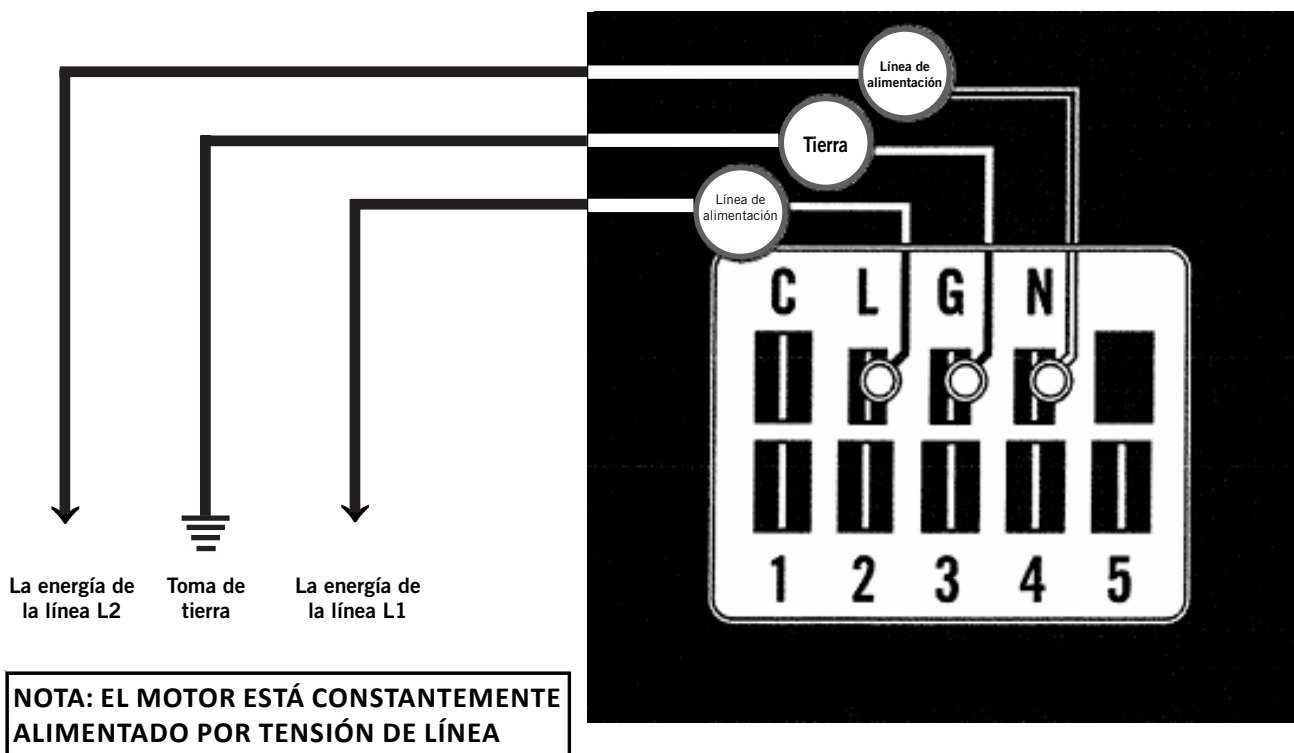 Línea de
alimentación
Tierra
Línea de
alimentación
C L G N
1 2 3 4 5
La energía de
la línea L2
Toma de
tierra
La energía de
la línea L1
NOTA: EL MOTOR ESTÁ CONSTANTEMENTE
ALIMENTADO POR TENSIÓN DE LÍNEA